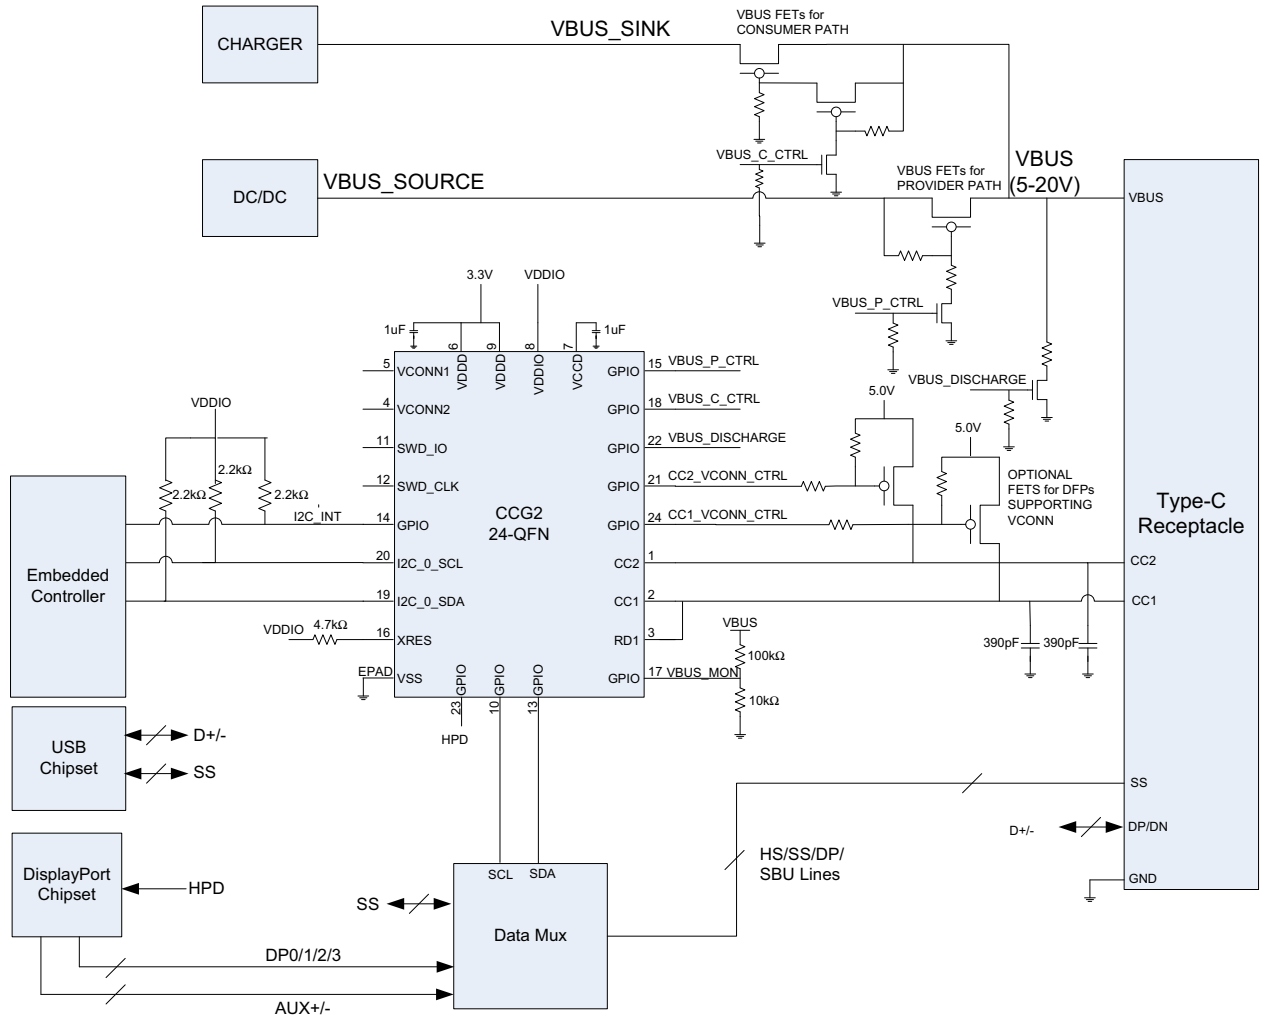 CHARGER
VBUS_SINK
VBUS FETs for
CONSUMER PATH
VBUS_C_CTRL
DC/DC
VBUS_SOURCE
VBUS FETs for
PROVIDER PATH
VBUS
(5-20V)
VBUS
VBUS_P_CTRL
VBUS_DISCHARGE
3.3V
VDDIO
1uF
1uF
6
9
8
7
VDDD
VDDD
VDDIO
VCCD
5
VCONN1
4
VCONN2
11
SWD_IO
12
SWD_CLK
14
GPIO
20
I2C_0_SCL
19
I2C_0_SDA
16
XRES
EPAD
VSS
CCG2
24-QFN
GPIO
15
VBUS_P_CTRL
GPIO
18
VBUS_C_CTRL
GPIO
22
VBUS_DISCHARGE
GPIO
21
CC2_VCONN_CTRL
GPIO
24
CC1_VCONN_CTRL
CC2
1
CC1
2
RD1
3
GPIO
17
VBUS_MON
GPIO
GPIO
GPIO
23
10
13
HPD
VDDIO
2.2kΩ
2.2kΩ
2.2kΩ
I2C_INT
VDDIO
4.7kΩ
5.0V
5.0V
OPTIONAL
FETS for DFPs
SUPPORTING
VCONN
Type-C
Receptacle
CC2
CC1
VBUS
100kΩ
10kΩ
390pF
390pF
Embedded
Controller
USB
Chipset
D+/-
SS
DisplayPort
Chipset
HPD
DP0/1/2/3
AUX+/-
SCL
SDA
SS
Data Mux
HS/SS/DP/
SBU Lines
SS
D+/-
DP/DN
GND